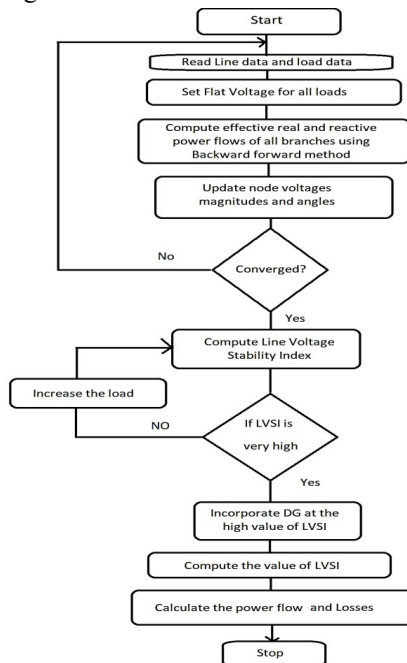 Start
Read Line data and load data
Set Flat Voltage for all loads
Compute effective real and reactive
power flows of all branches using
Backward forward method
Update node voltages
magnitudes and angles
No
Converged?
Yes
Compute Line Voltage
Stability Index
Increase the load
NO
If LVSI is
very high
Yes
Incorporate DG at the
high value of LVSI
Compute the value of LVSI
Calculate the power flow and Losses
Stop